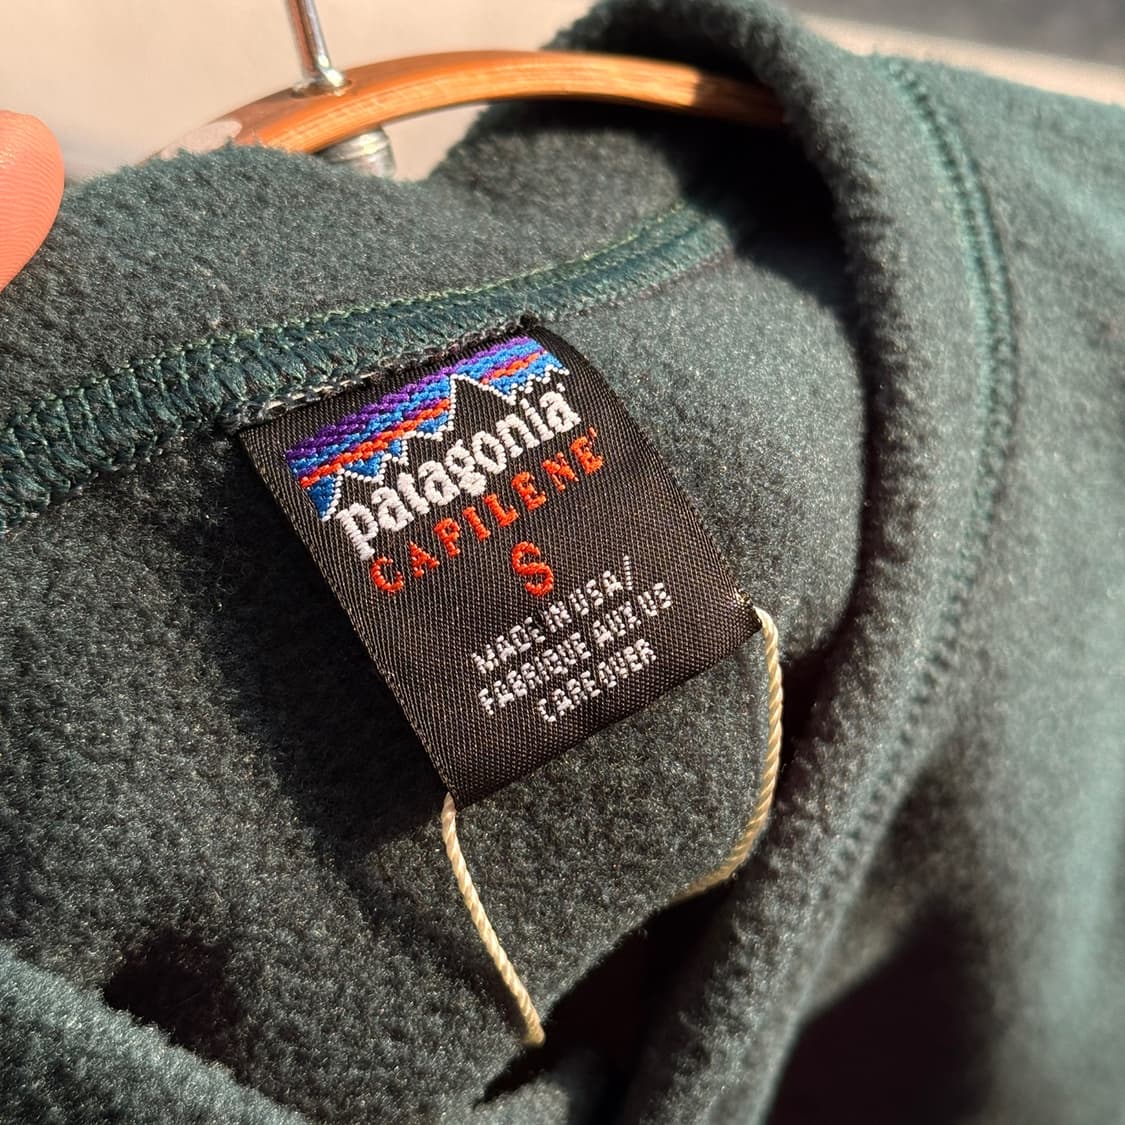 patagonia
CAPILENE®
S
MADE IN USA/
FABRIQUE AUX US
CARE OVER